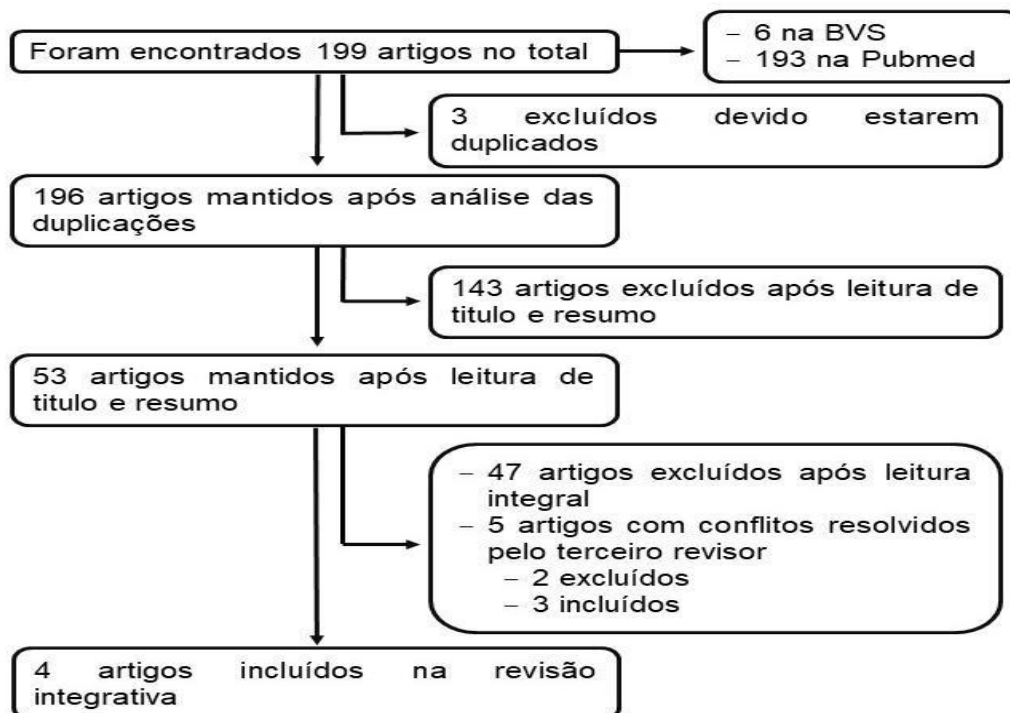 Foram encontrados 199 artigos no total
– 6 na BVS
– 193 na Pubmed
3 excluídos devido estarem
duplicados
196 artigos mantidos após análise das
duplicações
143 artigos excluídos após leitura de
titulo e resumo
53 artigos mantidos após leitura de
titulo e resumo
– 47 artigos excluídos após leitura
integral
– 5 artigos com conflitos resolvidos
pelo terceiro revisor
– 2 excluídos
– 3 incluídos
4 artigos incluídos na revisão
integrativa